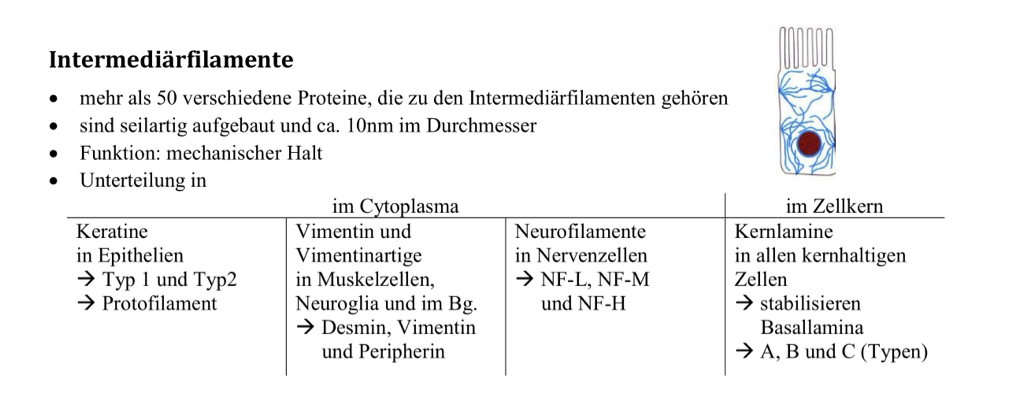 Intermediärfilamente
• mehr als 50 verschiedene Proteine, die zu den Intermediärfilamenten gehören
• sind seilartig aufgebaut und ca. 10nm im Durchmesser
• Funktion: mechanischer Halt
• Unterteilung in
im Cytoplasma
im Zellkern
Keratine
in Epithelien
→ Typ 1 und Typ2
→ Protofilament
Vimentin und
Vimentinartige
in Muskelzellen,
Neuroglia und im Bg.
→ Desmin, Vimentin
und Peripherin
Neurofilamente
in Nervenzellen
→ NF-L, NF-M
und NF-H
Kernlamine
in allen kernhaltigen
Zellen
→ stabilisieren
Basallamina
→ A, B und C (Typen)